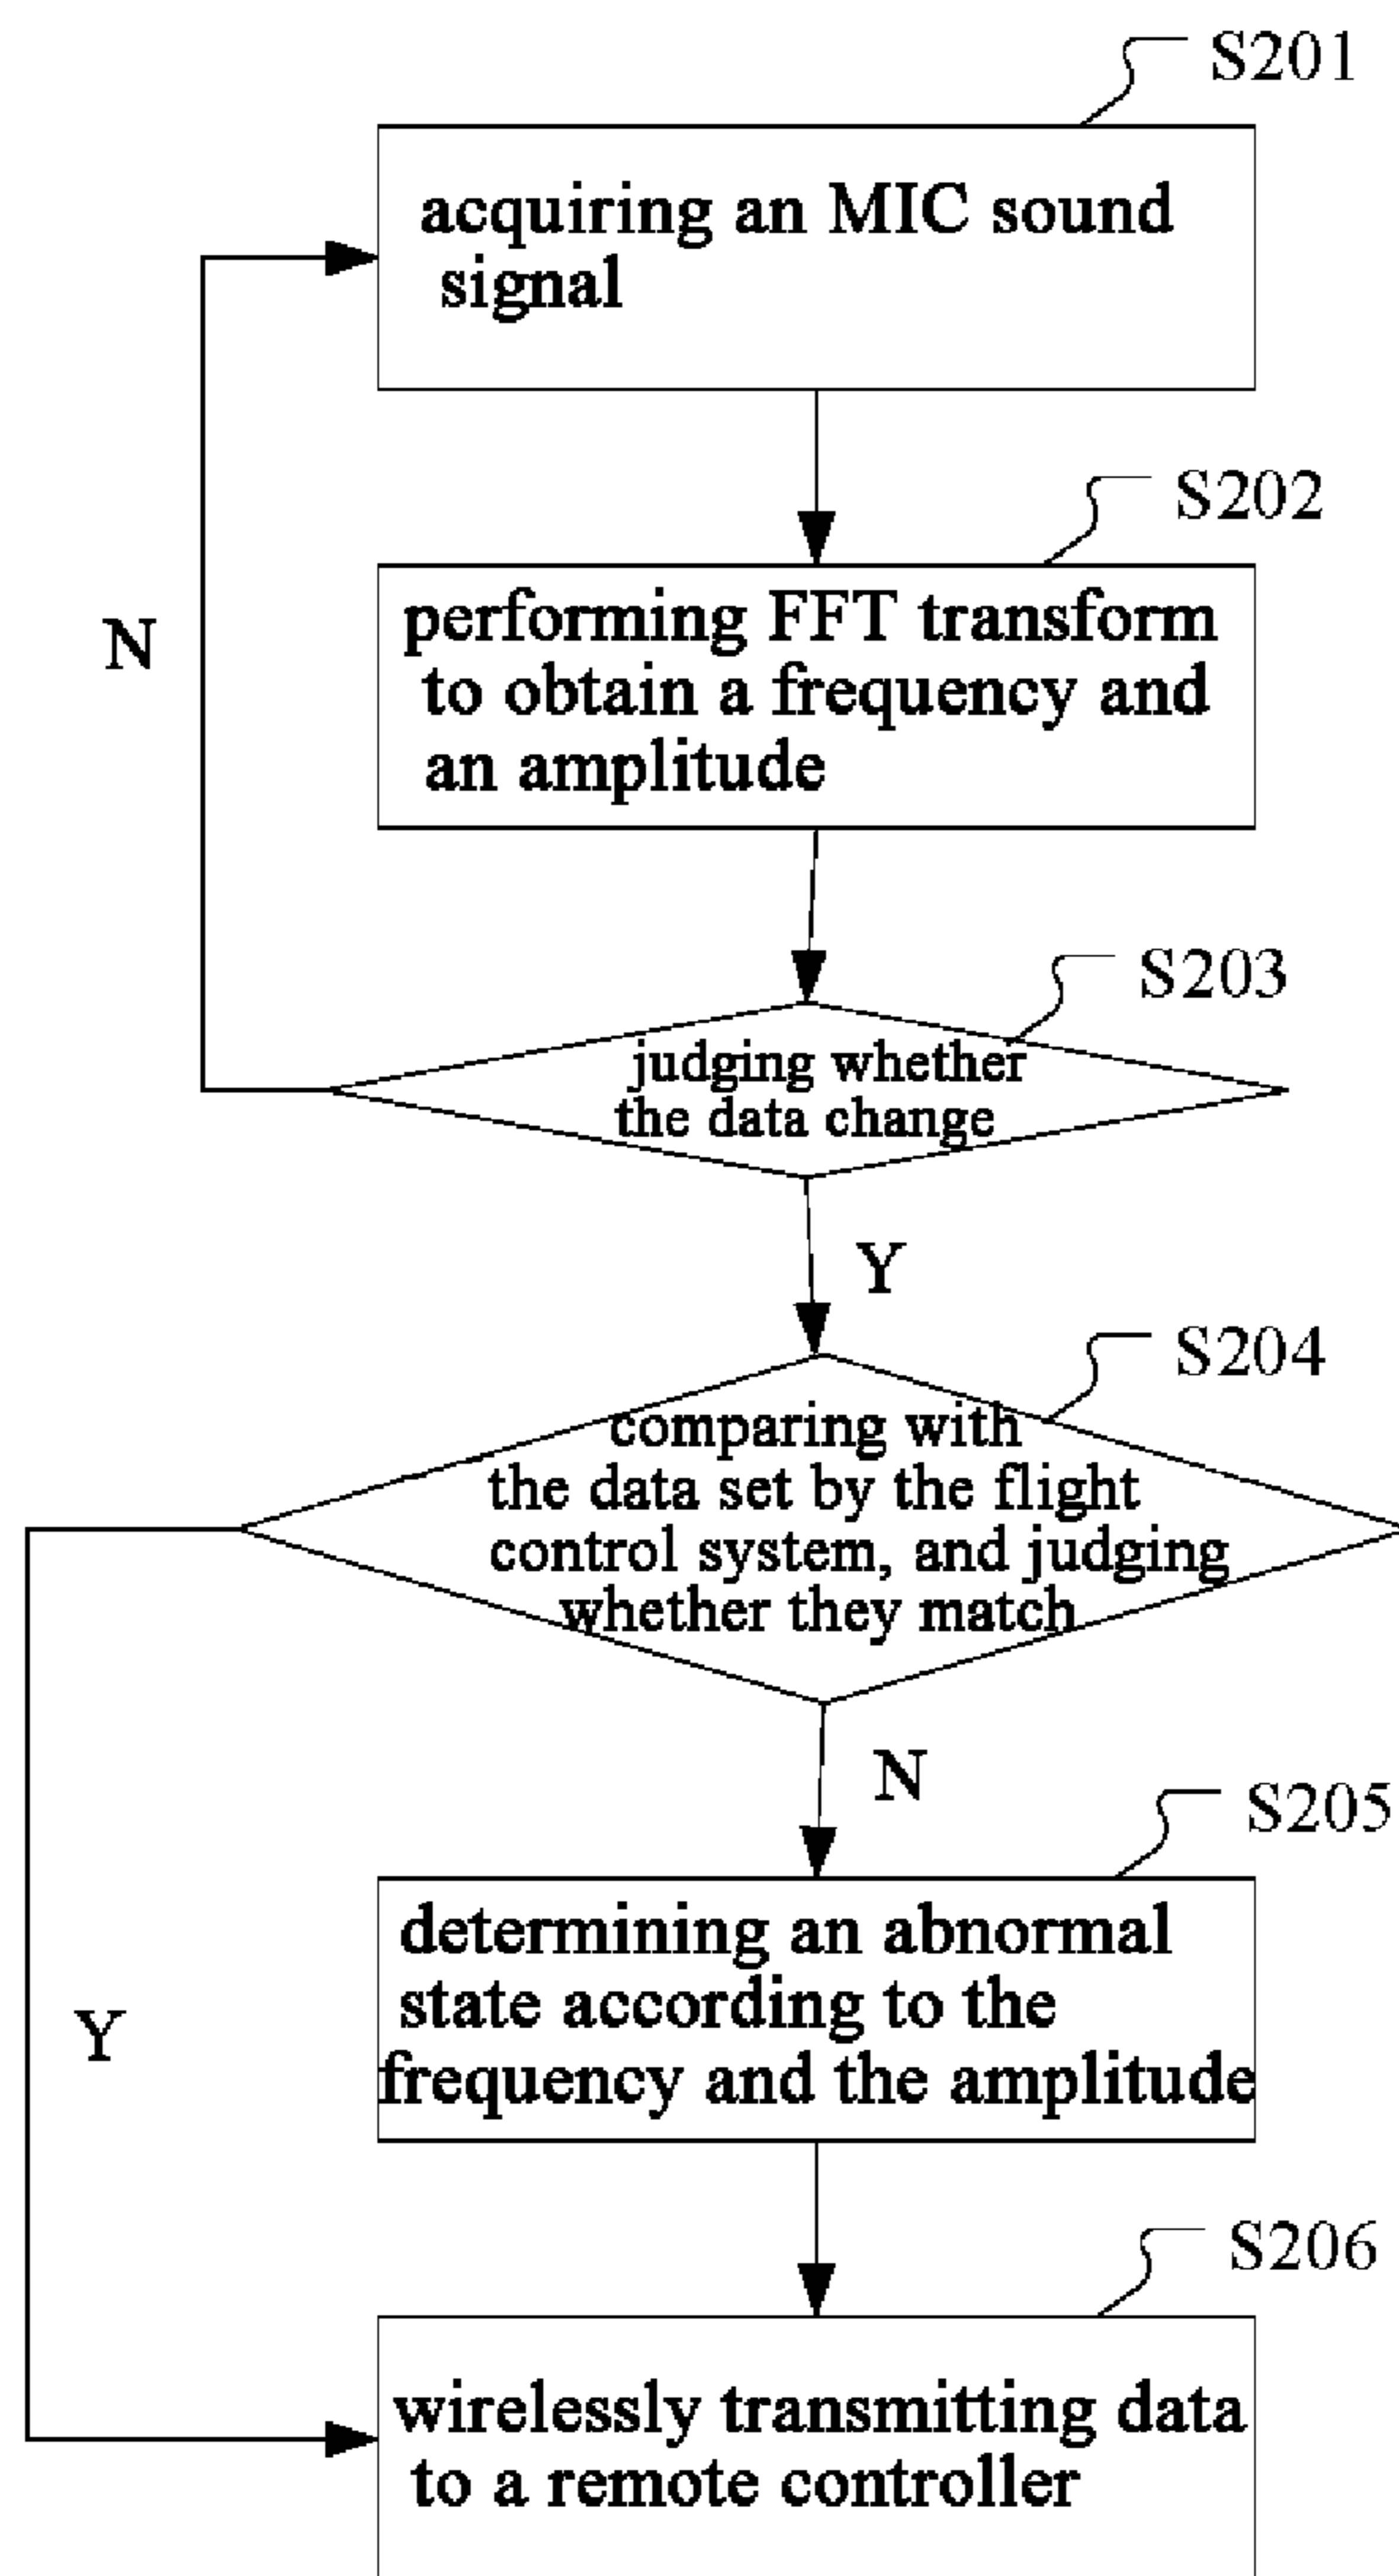 S201
acquiring an MIC sound
signal
S202
performing FFT transform
to obtain a frequency and
an amplitude
N
S203
judging whether
the data change
Y
S204
comparing with
the data set by the flight
control system, and judging
whether they match
N
S205
determining an abnormal
state according to the
frequency and the amplitude
Y
S206
wirelessly transmitting data
to a remote controller